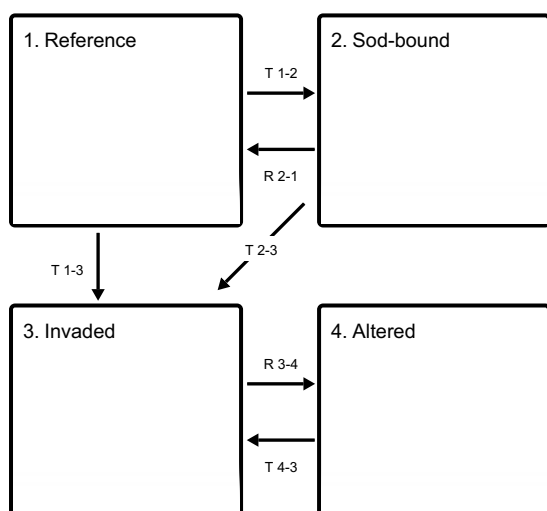 1. Reference
2. Sod-bound
T 1-2
R 2-1
T 2-3
T 1-3
3. Invaded
4. Altered
R 3-4
T 4-3